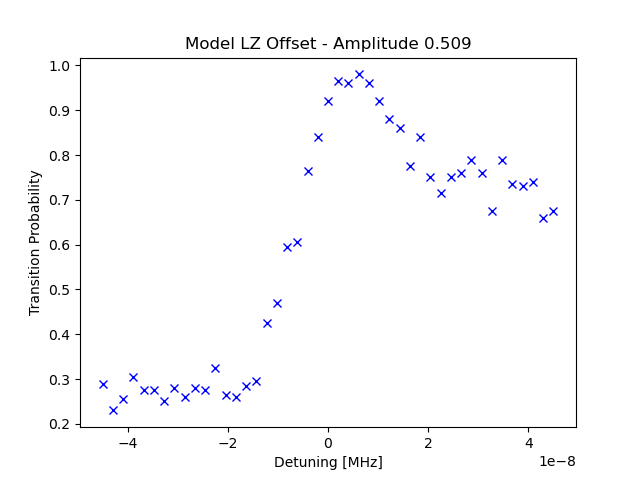 Model LZ Offset - Amplitude 0.509
Transition Probability
1.0
0.9
0.8
0.7
0.6
0.5
0.4
0.3
0.2
−4 −2 0 2 4
1e−8
Detuning [MHz]